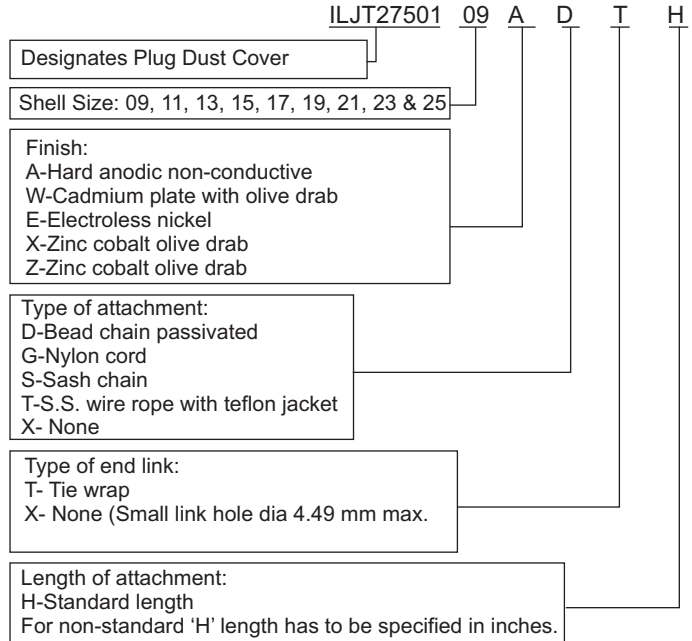 ILJT27501 09 A D T H
Designates Plug Dust Cover
Shell Size: 09, 11, 13, 15, 17, 19, 21, 23 & 25
Finish:
A-Hard anodic non-conductive
W-Cadmium plate with olive drab
E-Electroless nickel
X-Zinc cobalt olive drab
Z-Zinc cobalt olive drab
Type of attachment:
D-Bead chain passivated
G-Nylon cord
S-Sash chain
T-S.S. wire rope with teflon jacket
X- None
Type of end link:
T- Tie wrap
X- None (Small link hole dia 4.49 mm max.
Length of attachment:
H-Standard length
For non-standard ‘H’ length has to be specified in inches.